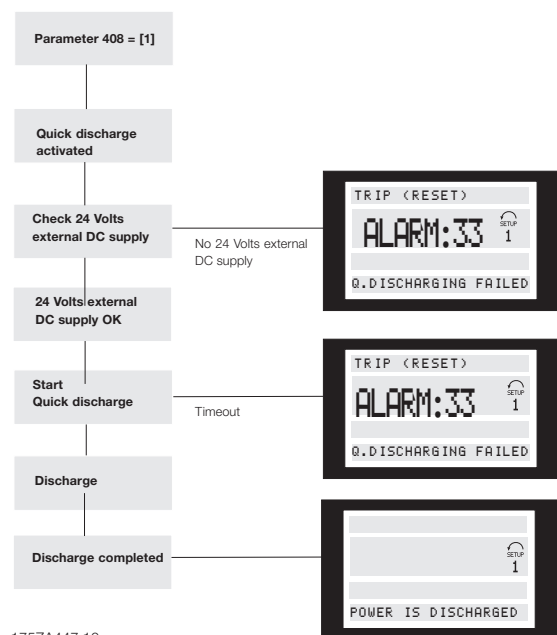 Parameter 408 = [1]
Quick discharge
activated
Check 24 Volts
external DC supply
No 24 Volts external
DC supply
TRIP (RESET)
ALARM:33
SETUP
1
Q.DISCHARGING FAILED
24 Volts external
DC supply OK
Start
Quick discharge
Timeout
TRIP (RESET)
ALARM:33
SETUP
1
Q.DISCHARGING FAILED
Discharge
Discharge completed
SETUP
1
POWER IS DISCHARGED